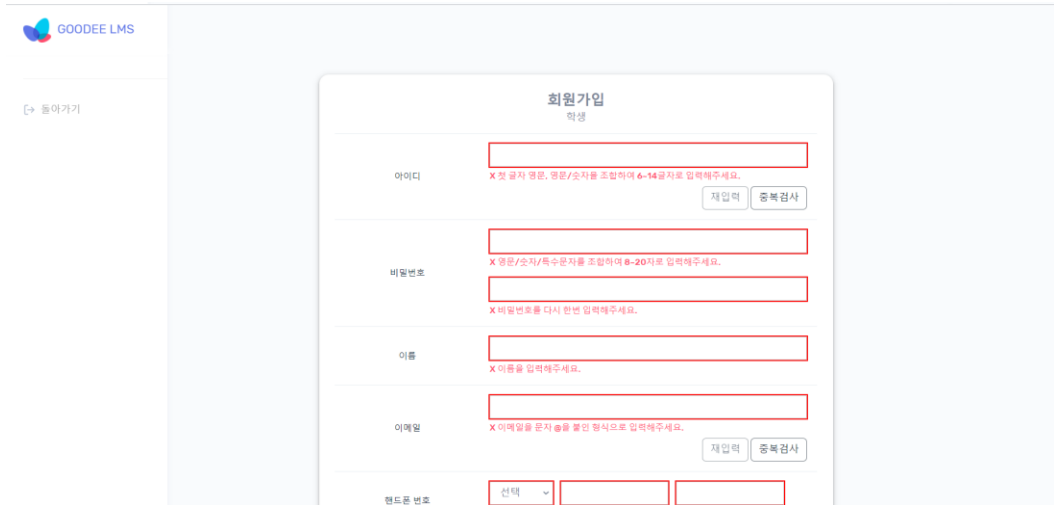 GOODEE LMS
돌아가기
회원가입
학생
아이디
X 첫 글자 영문, 영문/숫자를 조합하여 6-14글자로 입력해주세요.
재입력 중복검사
비밀번호
X 영문/숫자/특수문자를 조합하여 8-20자로 입력해주세요.
X 비밀번호를 다시 한번 입력해주세요.
이름
X 이름을 입력해주세요.
이메일
X 이메일을 문자 @을 붙인 형식으로 입력해주세요.
재입력 중복검사
핸드폰 번호
선택